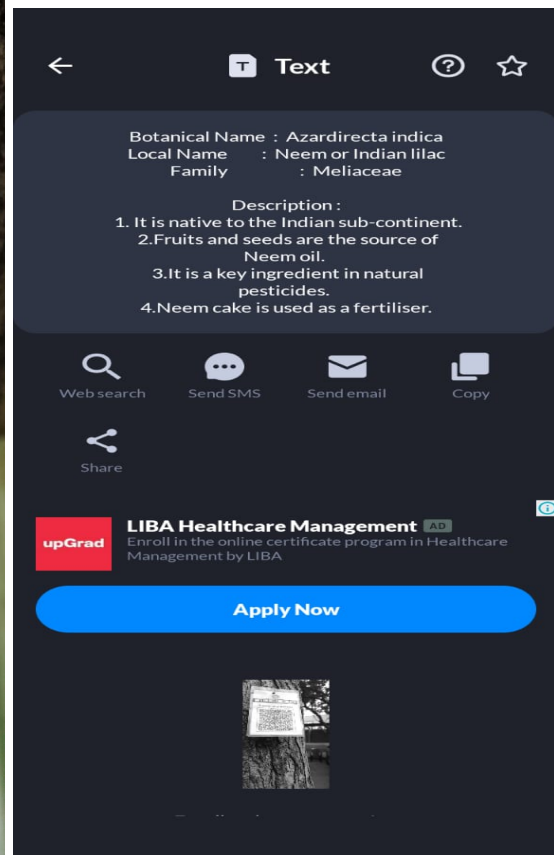 T Text ?
Botanical Name : Azardirecta indica
Local Name : Neem or Indian lilac
Family : Meliaceae
Description :
1. It is native to the Indian sub-continent.
2.Fruits and seeds are the source of
Neem oil.
3.It is a key ingredient in natural
pesticides.
4.Neem cake is used as a fertiliser.
Web search Send SMS Send email Copy
Share
LIBA Healthcare Management AD
upGrad
Enroll in the online certificate program in Healthcare
Management by LIBA
Apply Now